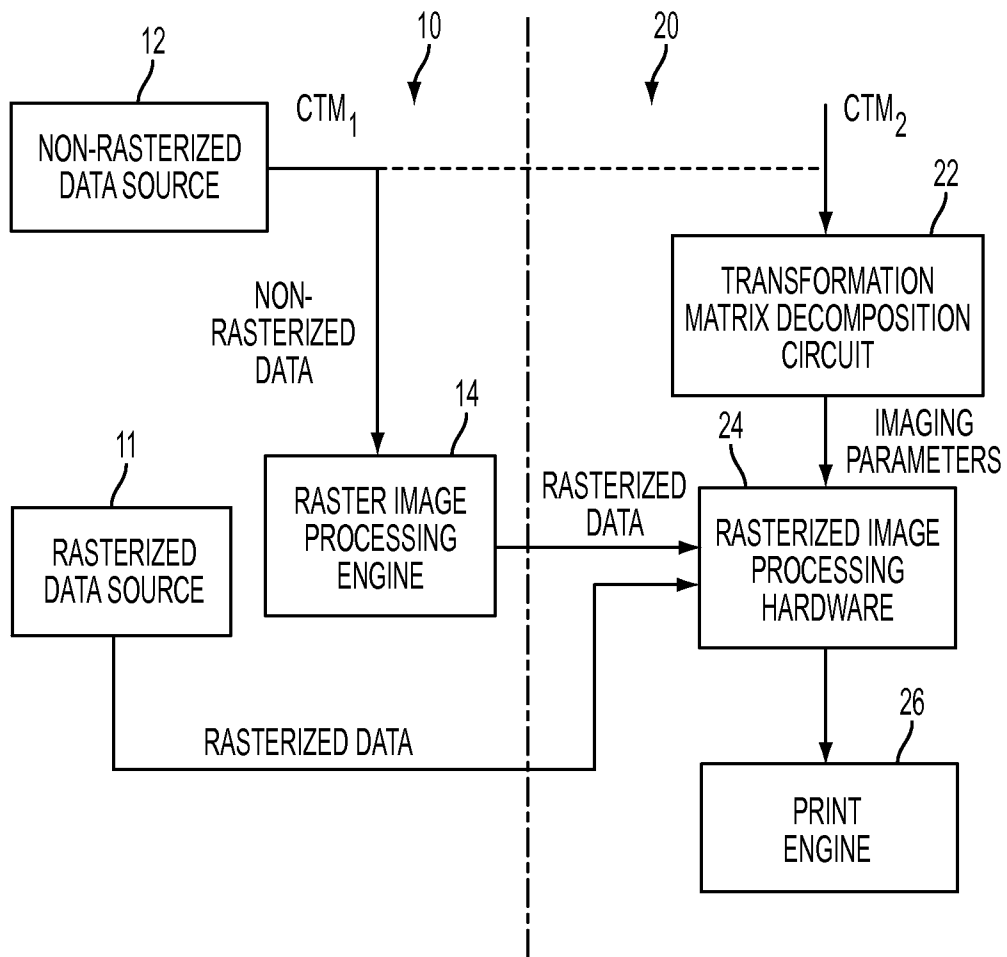 10
20
12
CTM1
CTM2
NON-RASTERIZED
DATA SOURCE
22
TRANSFORMATION
MATRIX DECOMPOSITION
CIRCUIT
NON-
RASTERIZED
DATA
IMAGING
PARAMETERS
14
24
11
RASTER IMAGE
PROCESSING
ENGINE
RASTERIZED
DATA
RASTERIZED IMAGE
PROCESSING
HARDWARE
RASTERIZED
DATA SOURCE
RASTERIZED DATA
26
PRINT
ENGINE